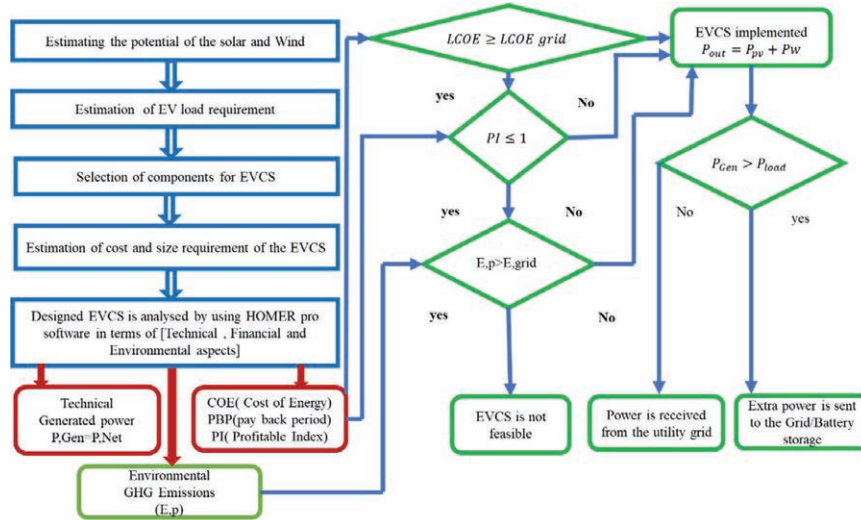 Estimating the potential of the solar and Wind
Estimation of EV load requirement
Selection of components for EVCS
Estimation of cost and size requirement of the EVCS
Designed EVCS is analysed by using HOMER pro
software in terms of [Technical , Financial and
Environmental aspects]
Technical
Generated power
P,Gen=P,Net
COE( Cost of Energy)
PBP(pay back period)
PI( Profitable Index)
Environmental
GHG Emissions
(E,p)
LCOE ≥ LCOE grid
yes
No
PI ≤ 1
yes
No
E,p>E,grid
yes
No
EVCS is not
feasible
EVCS implemented
P_out = P_pv + Pw
P_Gen > P_load
No
yes
Power is received
from the utility grid
Extra power is sent
to the Grid/Battery
storage